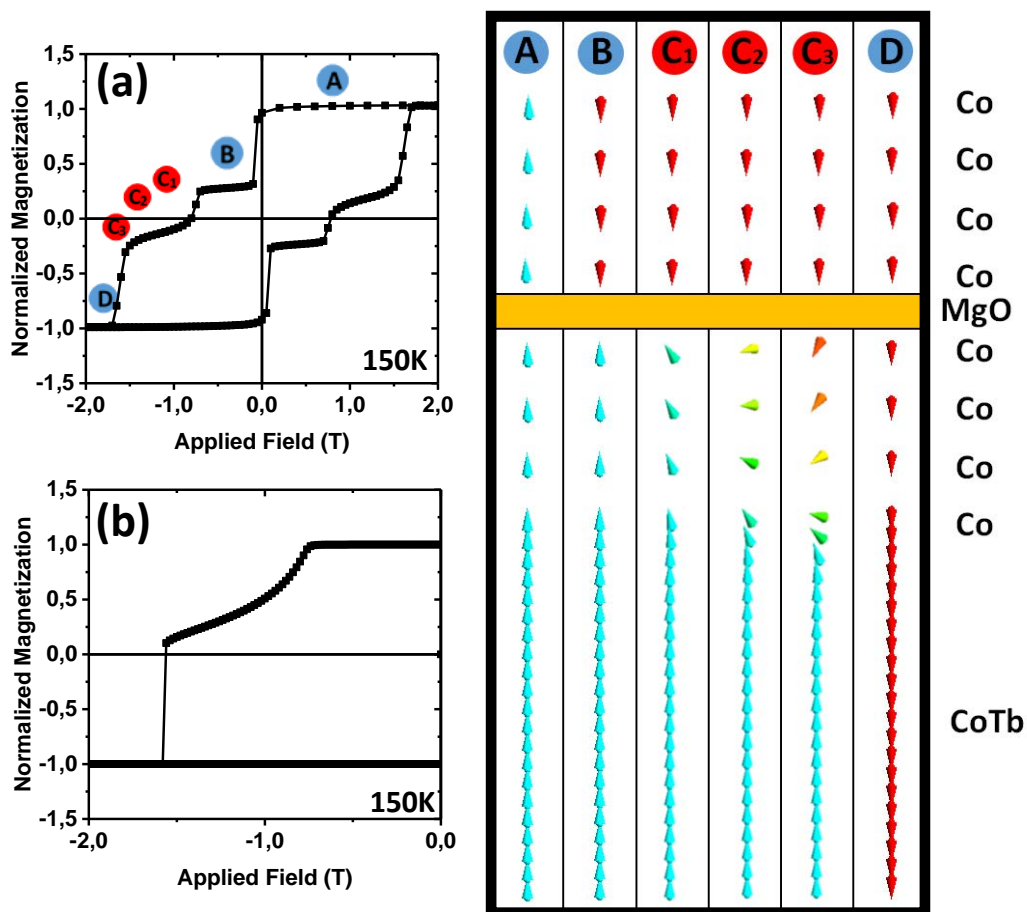 (a)
Normalized Magnetization
1,5
1,0
0,5
0,0
-0,5
-1,0
-1,5
A
B
C1
C2
C3
D
150K
-2,0 -1,0 0,0 1,0 2,0
Applied Field (T)
(b)
Normalized Magnetization
1,5
1,0
0,5
0,0
-0,5
-1,0
-1,5
150K
-2,0 -1,0 0,0
Applied Field (T)
A B C1 C2 C3 D
Co
Co
Co
Co
MgO
Co
Co
Co
Co
CoTb